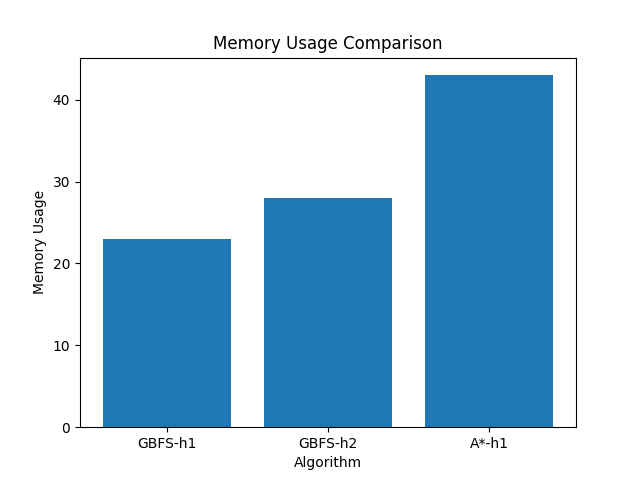 Memory Usage Comparison
40
30
20
10
0
Memory Usage
GBFS-h1 GBFS-h2 A*-h1
Algorithm